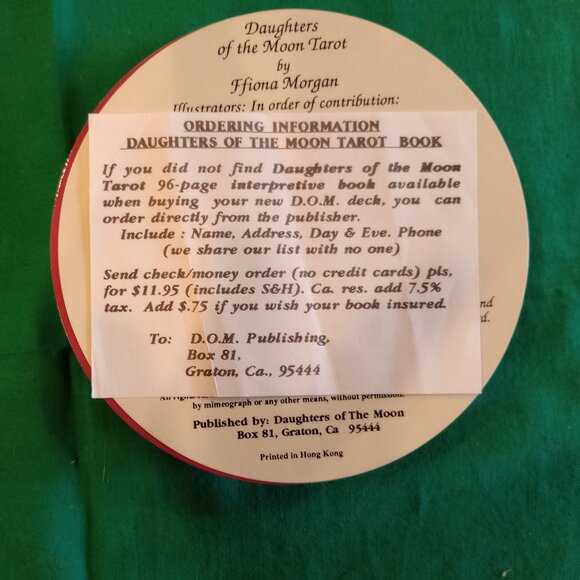 Daughters
of the Moon Tarot
by
Ffiona Morgan
Illustrators: In order of contribution:
ORDERING INFORMATION
DAUGHTERS OF THE MOON TAROT BOOK
If you did not find Daughters of the Moon
Tarot 96-page interpretive book available
when buying your new D.O.M. deck, you can
order directly from the publisher.
Include : Name, Address, Day & Eve. Phone
(we share our list with no one)
Send check/money order (no credit cards) pls.
for $11.95 (includes S&H). Ca. res. add 7.5%
tax. Add $.75 if you wish your book insured.
To: D.O.M. Publishing,
Box 81,
Graton, Ca., 95444
by mimeograph or any other means, without permission.
Published by: Daughters of The Moon
Box 81, Graton, Ca 95444
Printed in Hong Kong